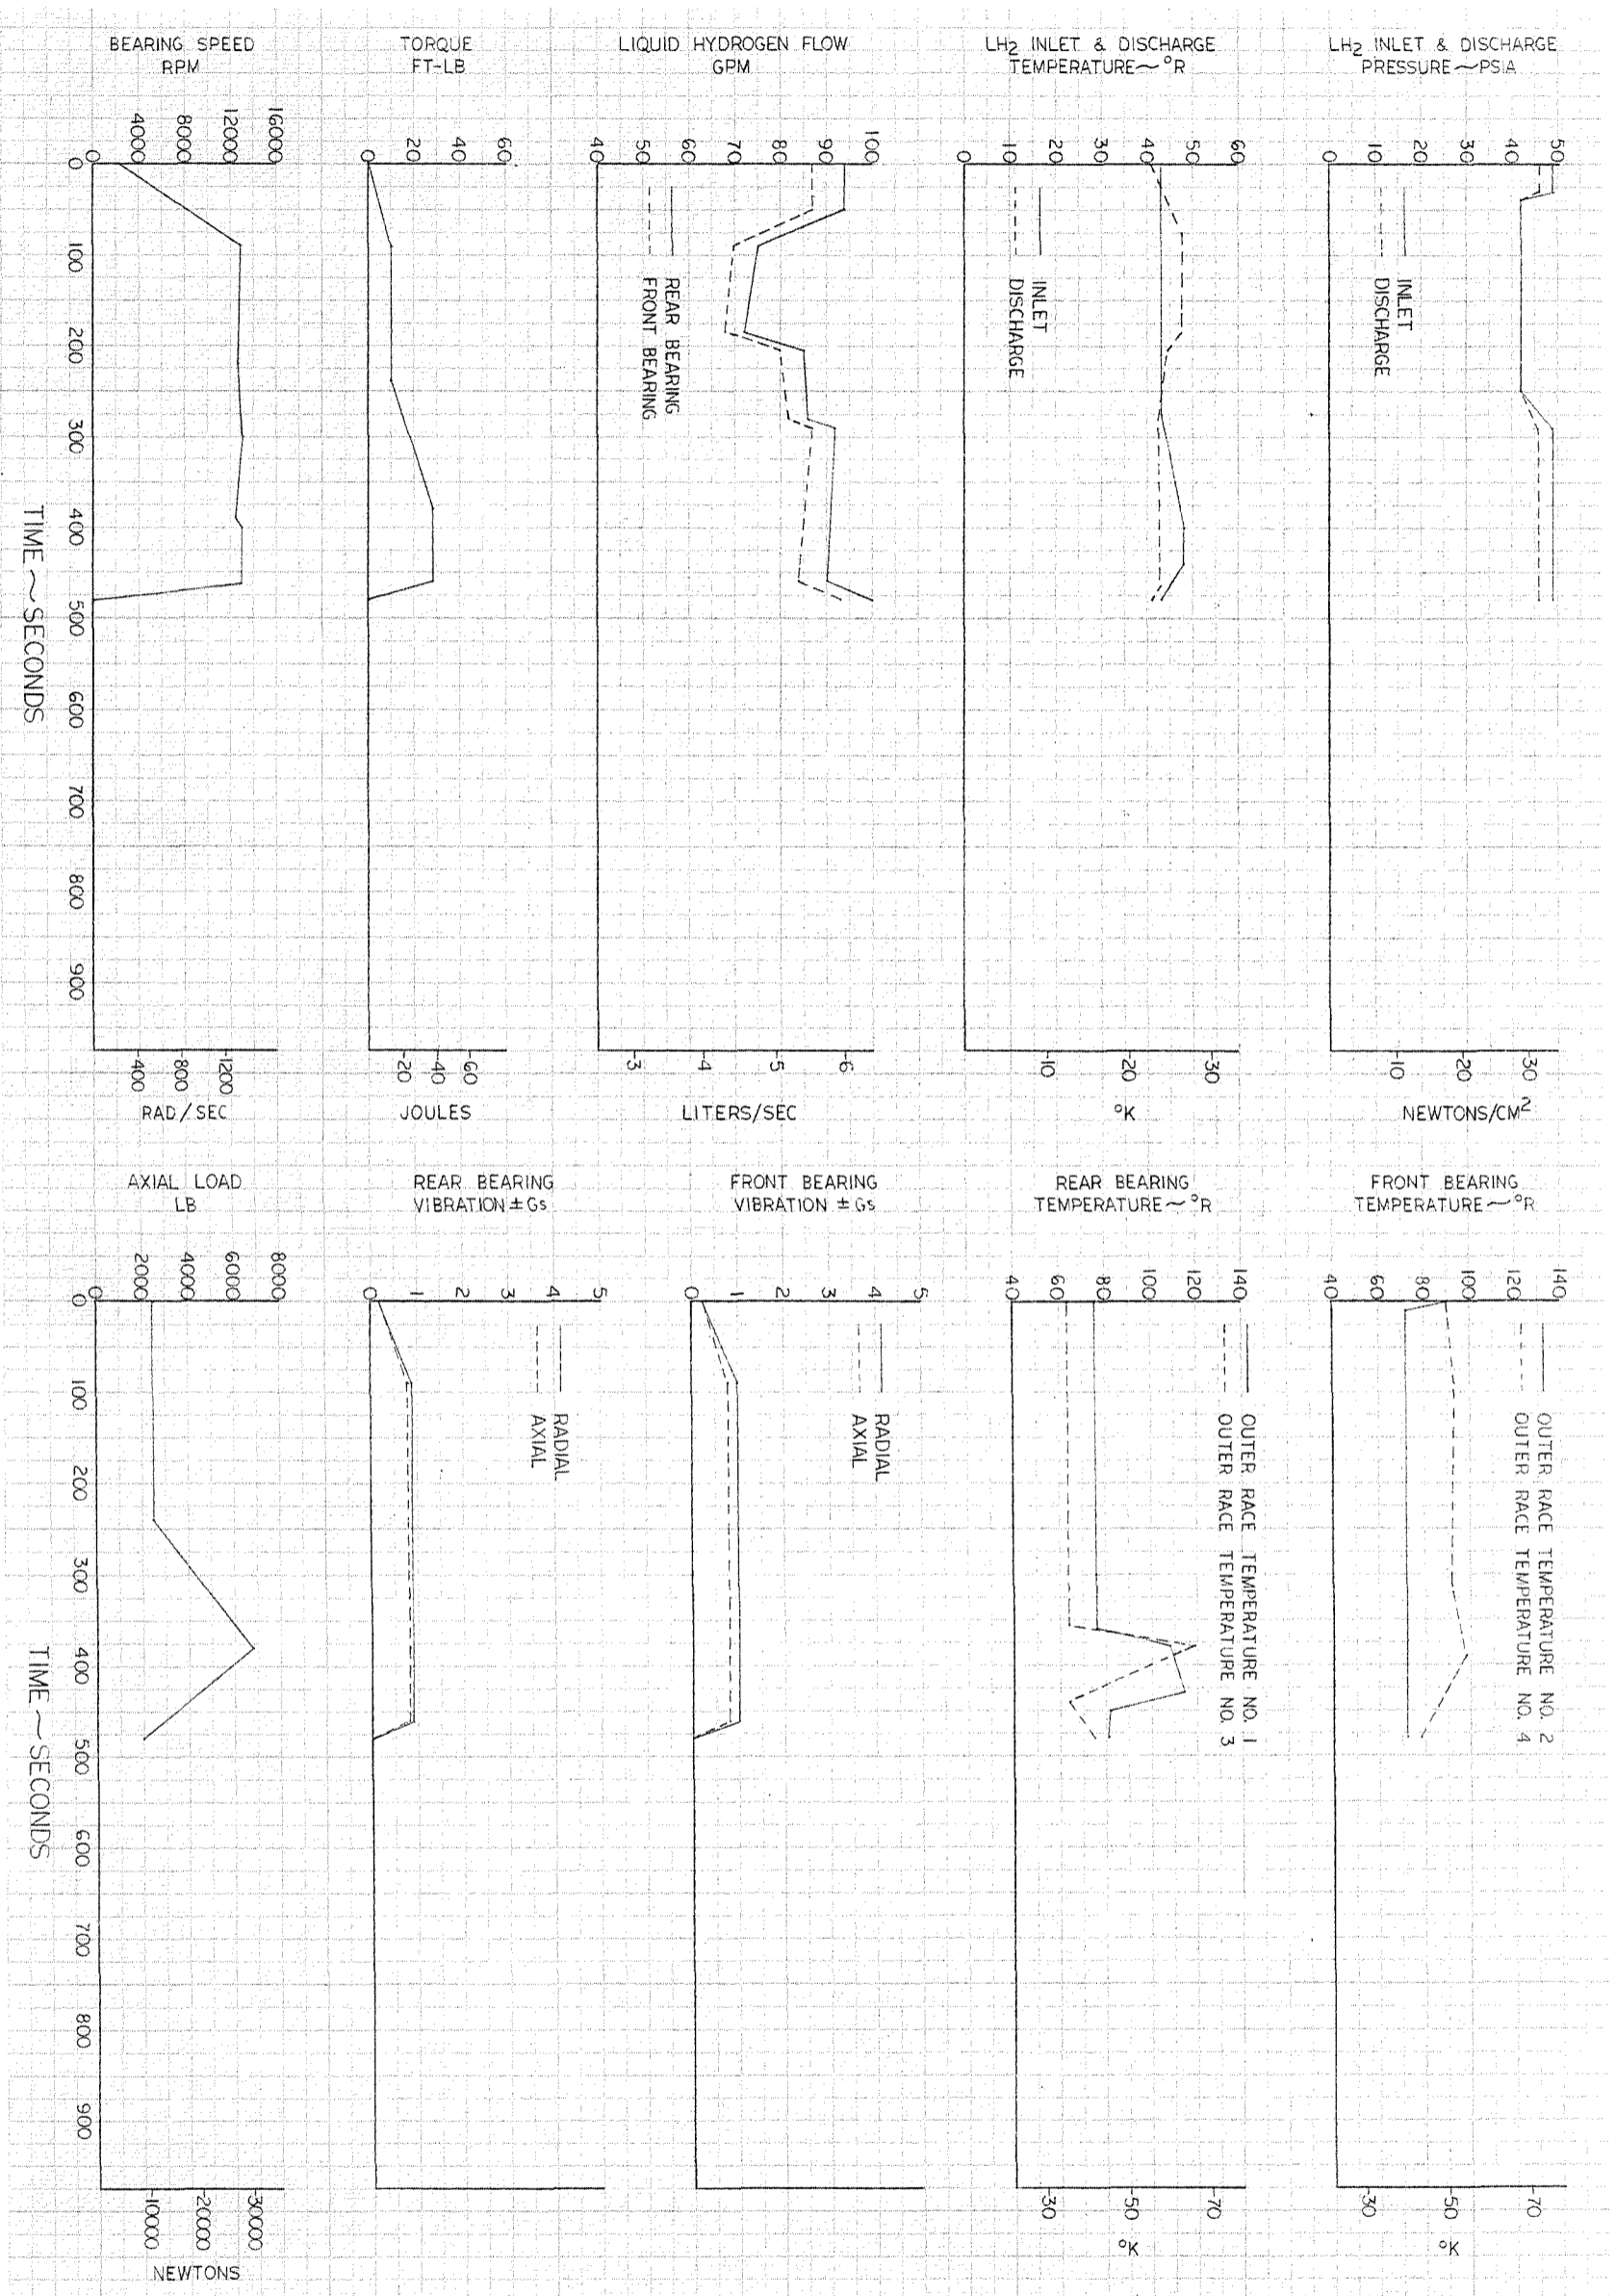 LH2 INLET & DISCHARGE
PRESSURE~PSIA
50
40
30
20
10
0
INLET
DISCHARGE
30
20
10
NEWTONS/CM2
LH2 INLET & DISCHARGE
TEMPERATURE~°R
60
50
40
30
20
10
0
INLET
DISCHARGE
30
20
10
°K
LIQUID HYDROGEN FLOW
GPM
100
90
80
70
60
50
40
REAR BEARING
FRONT BEARING
6
5
4
3
LITERS/SEC
TORQUE
FT-LB
60
40
20
0
60
40
20
JOULES
BEARING SPEED
RPM
16000
12000
8000
4000
0
1200
800
400
RAD/SEC
0 100 200 300 400 500 600 700 800 900
TIME~SECONDS
FRONT BEARING
TEMPERATURE~°R
140
120
100
80
60
40
OUTER RACE TEMPERATURE NO. 2
OUTER RACE TEMPERATURE NO. 4
70
50
30
°K
REAR BEARING
TEMPERATURE~°R
140
120
100
80
60
40
OUTER RACE TEMPERATURE NO. 1
OUTER RACE TEMPERATURE NO. 3
70
50
30
°K
FRONT BEARING
VIBRATION ±Gs
5
4
3
2
1
0
RADIAL
AXIAL
REAR BEARING
VIBRATION±Gs
5
4
3
2
1
0
RADIAL
AXIAL
AXIAL LOAD
LB
8000
6000
4000
2000
0
30000
20000
10000
NEWTONS
0 100 200 300 400 500 600 700 800 900
TIME~SECONDS